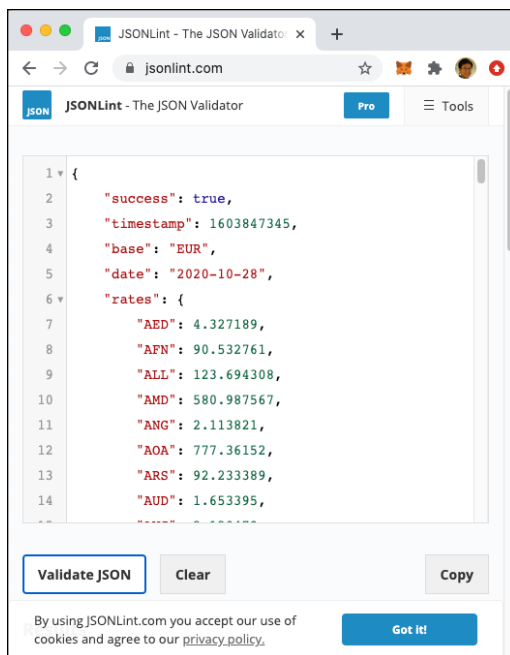 JSONLint - The JSON Validato
jsonlint.com
JSON JSONLint - The JSON Validator Pro Tools
1 {
2 "success": true,
3 "timestamp": 1603847345,
4 "base": "EUR",
5 "date": "2020-10-28",
6 "rates": {
7 "AED": 4.327189,
8 "AFN": 90.532761,
9 "ALL": 123.694308,
10 "AMD": 580.987567,
11 "ANG": 2.113821,
12 "AOA": 777.36152,
13 "ARS": 92.233389,
14 "AUD": 1.653395,
Validate JSON Clear Copy
By using JSONLint.com you accept our use of
cookies and agree to our privacy policy.
Got it!